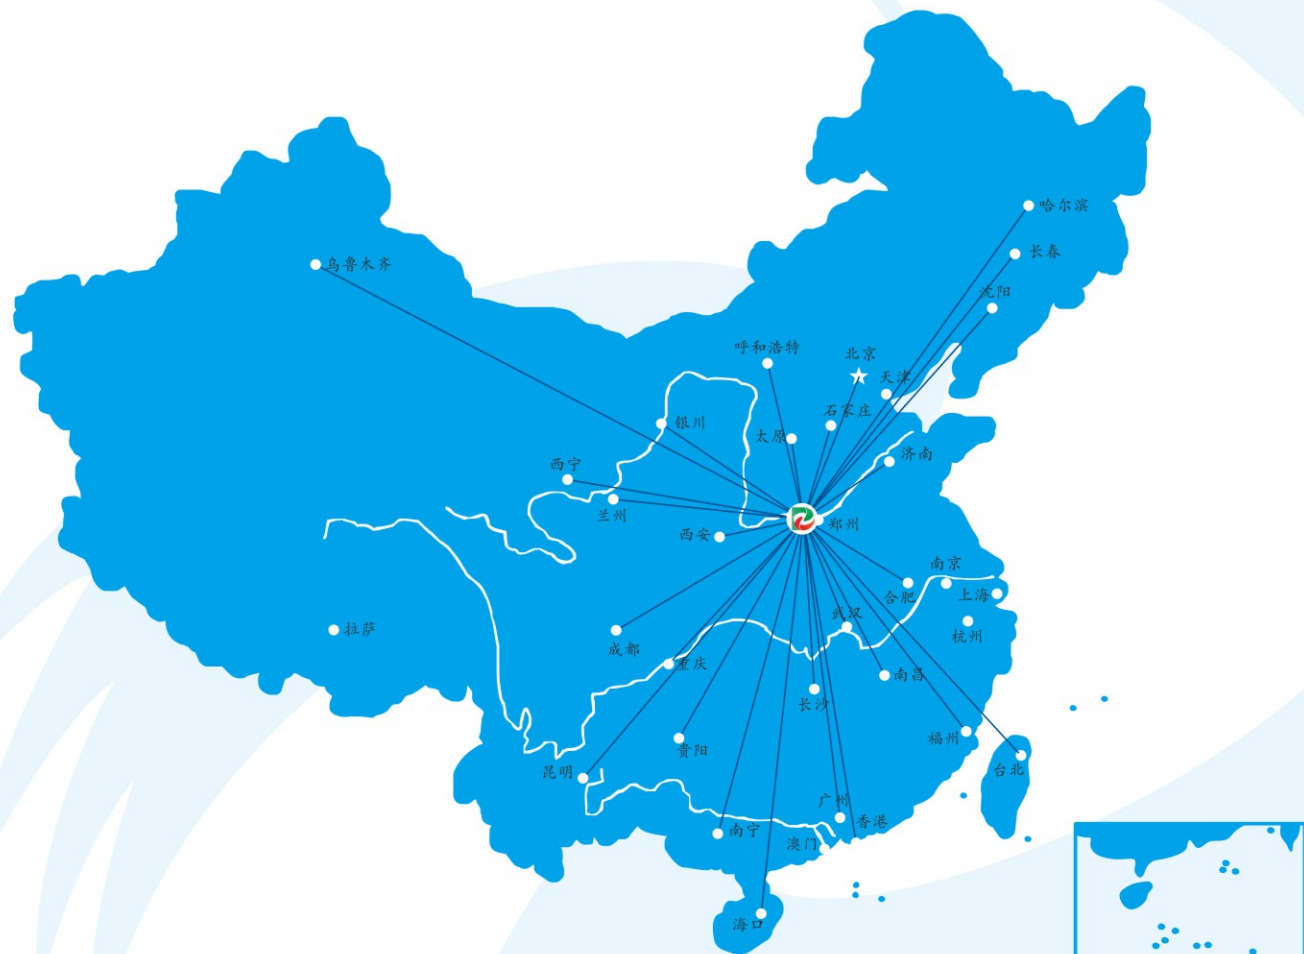 哈尔滨
长春
乌鲁木齐
沈阳
呼和浩特
北京
天津
石家庄
银川
太原
济南
西宁
兰州
郑州
西安
南京
合肥
上海
武汉
拉萨
杭州
成都
重庆
南昌
长沙
福州
贵阳
台北
昆明
广州
香港
南宁
澳门
海口